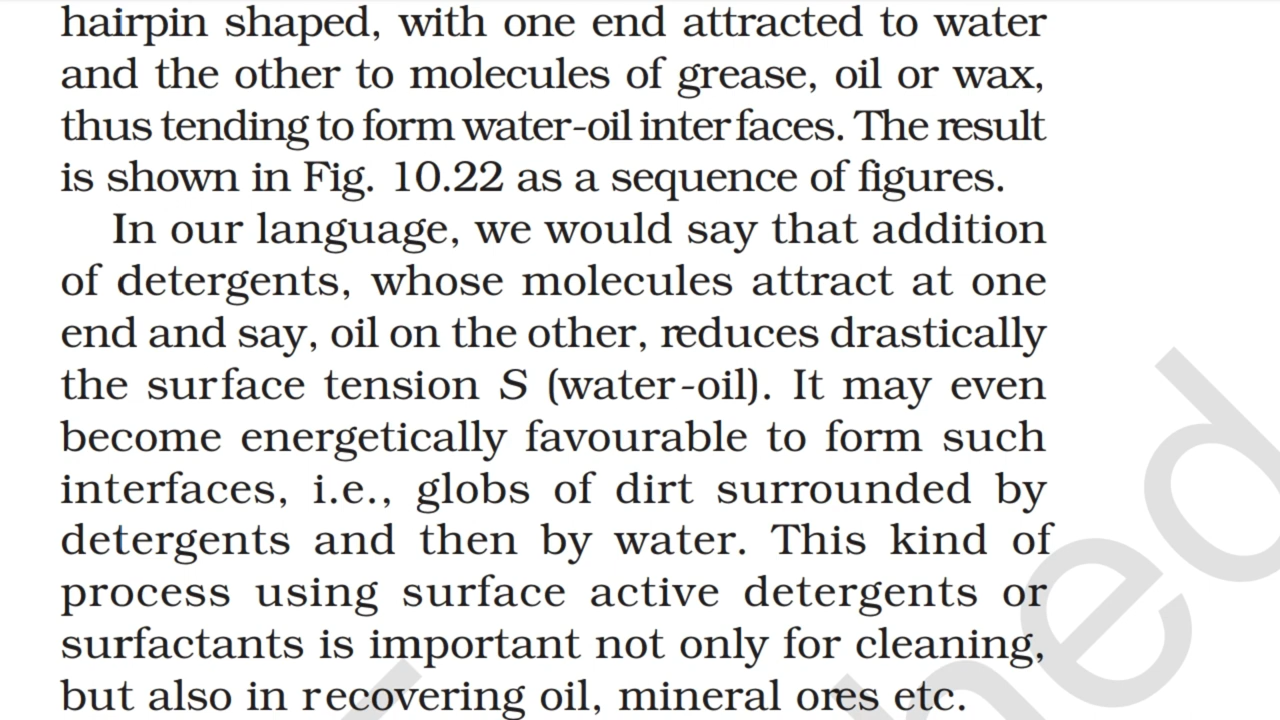 hairpin shaped, with one end attracted to water
and the other to molecules of grease, oil or wax,
thus tending to form water-oil interfaces. The result
is shown in Fig. 10.22 as a sequence of figures.
In our language, we would say that addition
of detergents, whose molecules attract at one
end and say, oil on the other, reduces drastically
the surface tension S (water-oil). It may even
become energetically favourable to form such
interfaces, i.e., globs of dirt surrounded by
detergents and then by water. This kind of
process using surface active detergents or
surfactants is important not only for cleaning,
but also in recovering oil, mineral ores etc.